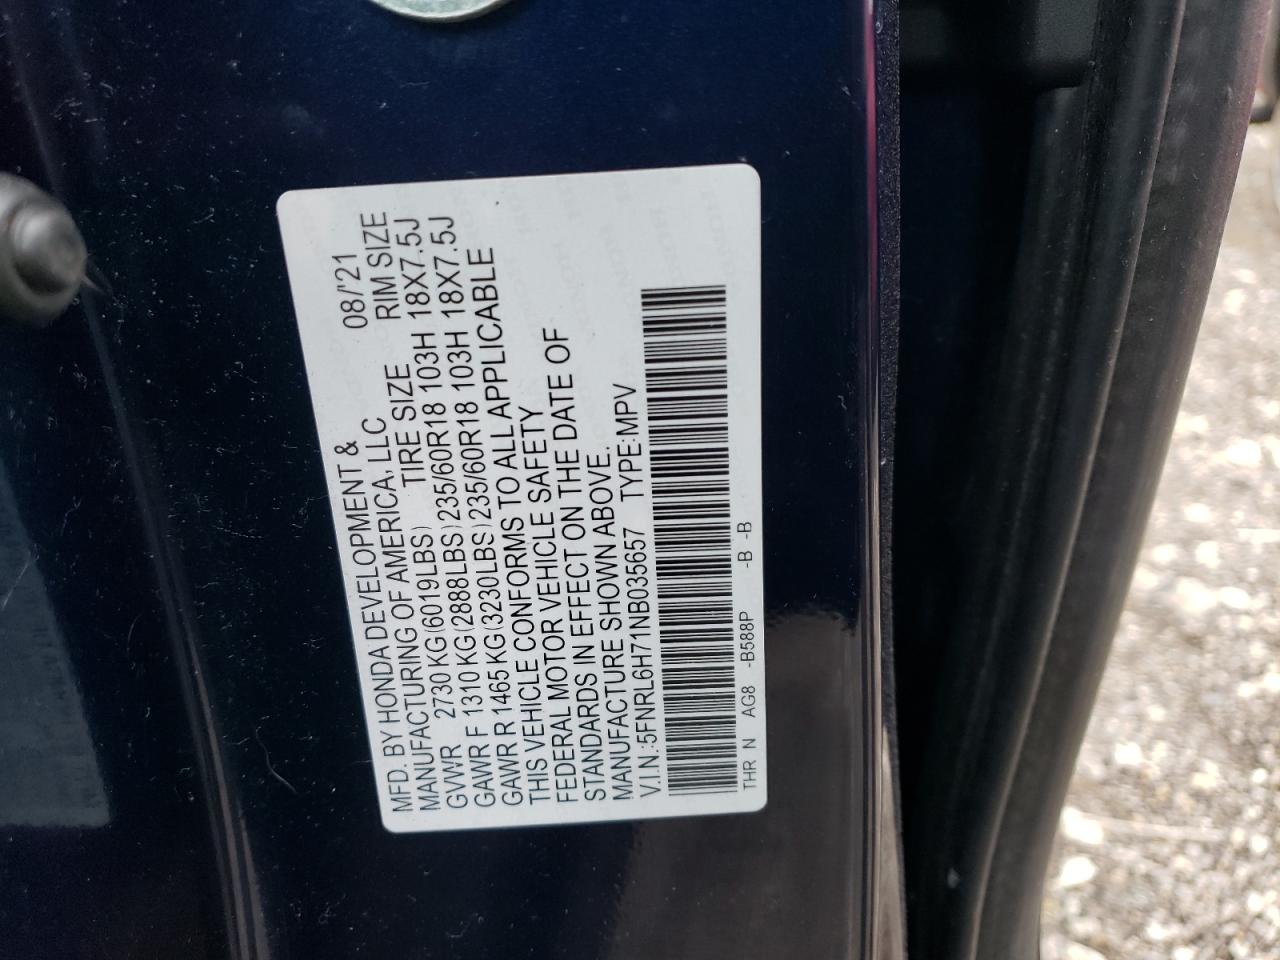 MFD. BY HONDA DEVELOPMENT & 08/'21
MANUFACTURING OF AMERICA, LLC
GVWR 2730 KG (6019LBS) TIRE SIZE RIM SIZE
GAWR F 1310 KG (2888LBS) 235/60R18 103H 18X7.5J
GAWR R 1465 KG (3230LBS) 235/60R18 103H 18X7.5J
THIS VEHICLE CONFORMS TO ALL APPLICABLE
FEDERAL MOTOR VEHICLE SAFETY
STANDARDS IN EFFECT ON THE DATE OF
MANUFACTURE SHOWN ABOVE.
V.I.N.:5FNRL6H71NB035657 TYPE:MPV
THR N AG8 -B588P -B -B